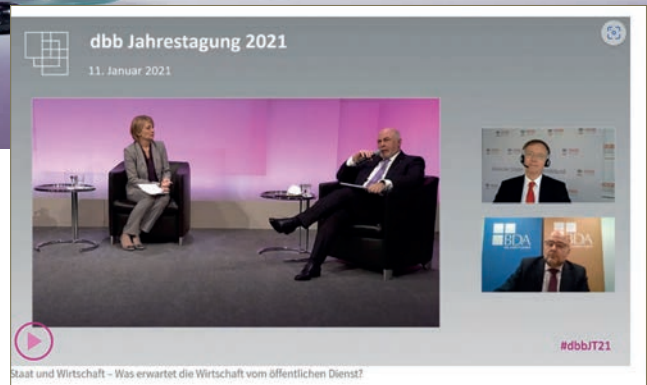 dbb Jahrestagung 2021
11. Januar 2021
BDA
BDA
#dbbJT21
Staat und Wirtschaft – Was erwartet die Wirtschaft vom öffentlichen Dienst?